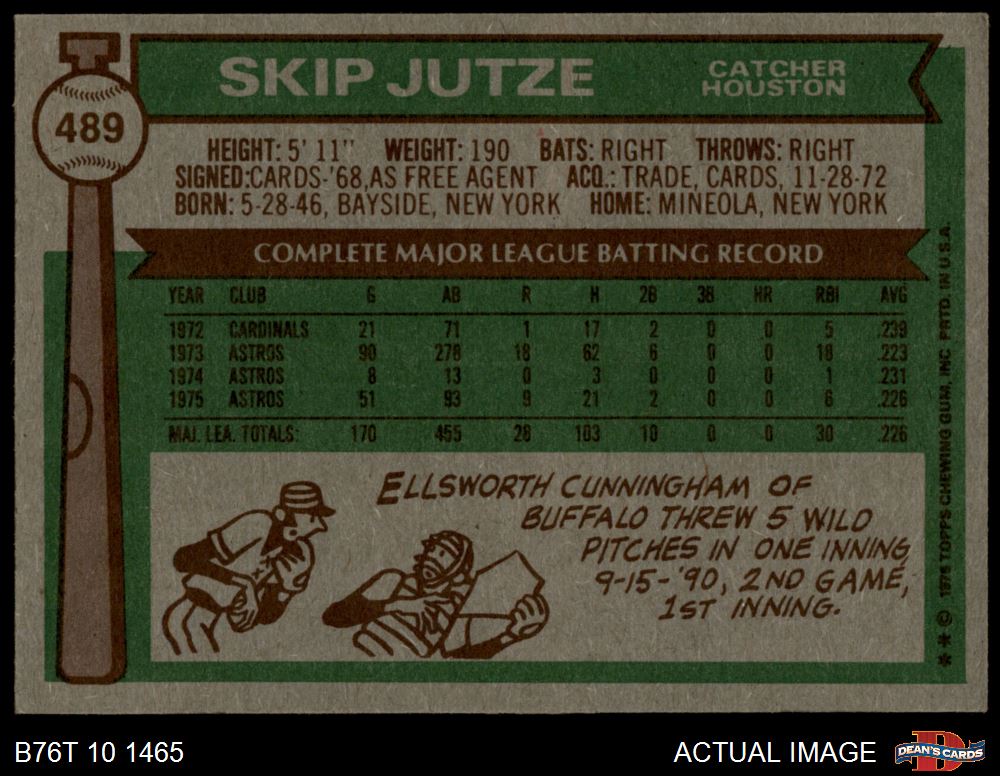 489
SKIP JUTZE
CATCHER
HOUSTON
HEIGHT: 5' 11" WEIGHT: 190 BATS: RIGHT THROWS: RIGHT
SIGNED:CARDS-'68,AS FREE AGENT ACQ.: TRADE, CARDS, 11-28-72
BORN: 5-28-46, BAYSIDE, NEW YORK HOME: MINEOLA, NEW YORK
COMPLETE MAJOR LEAGUE BATTING RECORD
YEAR CLUB G AB R H 2B 3B HR RBI AVG
1972 CARDINALS 21 71 1 17 2 0 0 5 .239
1973 ASTROS 90 278 18 62 6 0 0 18 .223
1974 ASTROS 8 13 0 3 0 0 0 1 .231
1975 ASTROS 51 93 9 21 2 0 0 6 .226
MAJ. LEA. TOTALS: 170 455 28 103 10 0 0 30 .226
ELLSWORTH CUNNINGHAM OF
BUFFALO THREW 5 WILD
PITCHES IN ONE INNING
9-15-'90, 2ND GAME,
1ST INNING.
* * © 1976 TOPPS CHEWING GUM, INC PRTD. IN U.S.A.
B76T 10 1465
ACTUAL IMAGE
D
DEAN'S CARDS